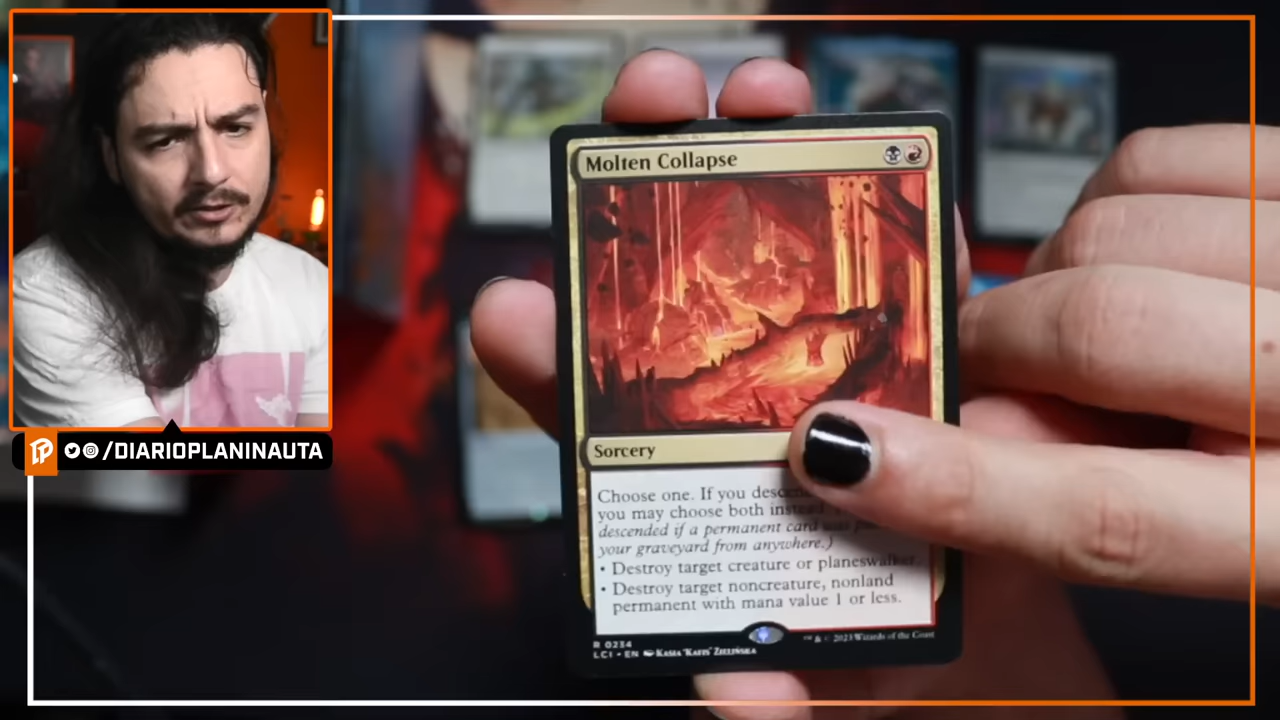 /DIARIOPLANINAUTA
Molten Collapse
Sorcery
Choose one. If you
you may choose both
descended if a permanent card
your graveyard from anywhere.)
• Destroy target creature or planeswalker.
• Destroy target noncreature, nonland
permanent with mana value 1 or less.
R 0234
LCI • EN KASIA 'KAFIS' ZIELIŃSKA
™ & © 2023 Wizards of the Coast